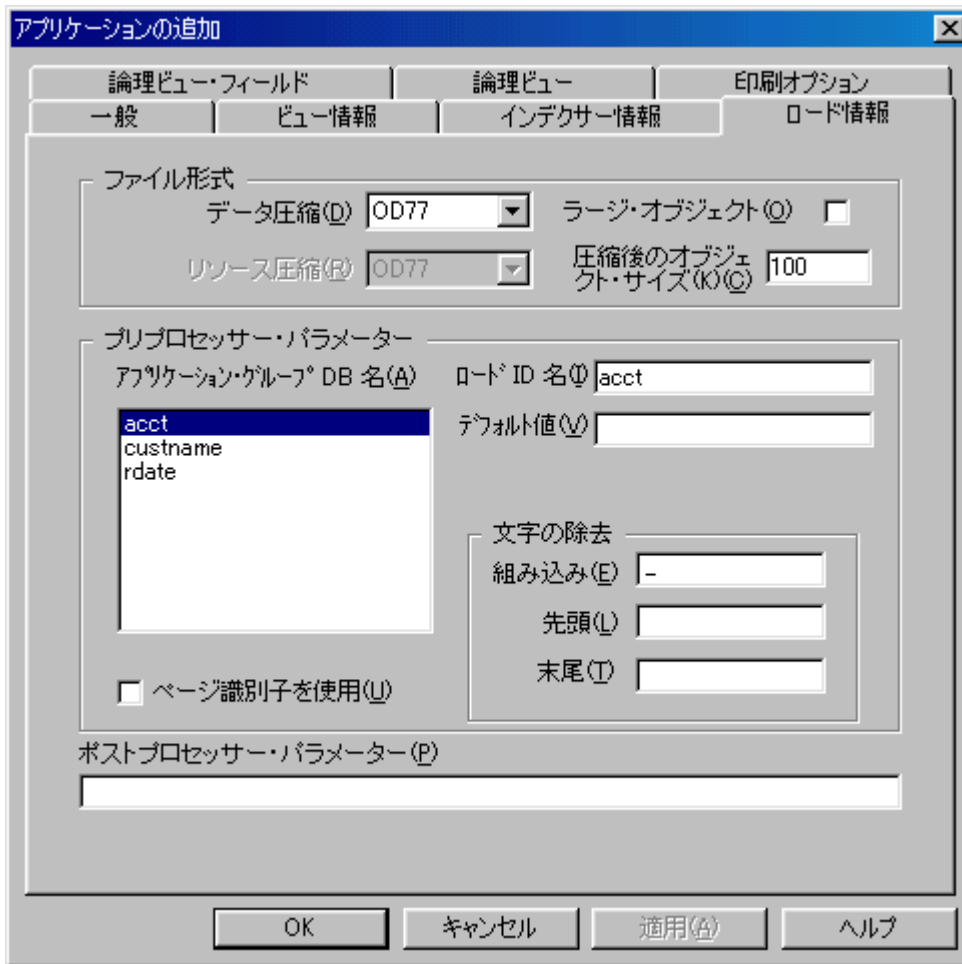 アプリケーションの追加
論理ビュー・フィールド 論理ビュー 印刷オプション
一般 ビュー情報 インデクサー情報 ロード情報
ファイル形式
データ圧縮(D) OD77 ラージ・オブジェクト(O)
リソース圧縮(R) OD77 圧縮後のオブジェ
クト・サイズ(K)(C) 100
プリプロセッサー・パラメーター
アプリケーション・グループ DB 名(A) ロード ID 名(I) acct
acct デフォルト値(V)
custname
rdate
文字の除去
組み込み(E) -
先頭(L)
末尾(T)
ページ識別子を使用(U)
ポストプロセッサー・パラメーター(P)
OK キャンセル 適用(A) ヘルプ